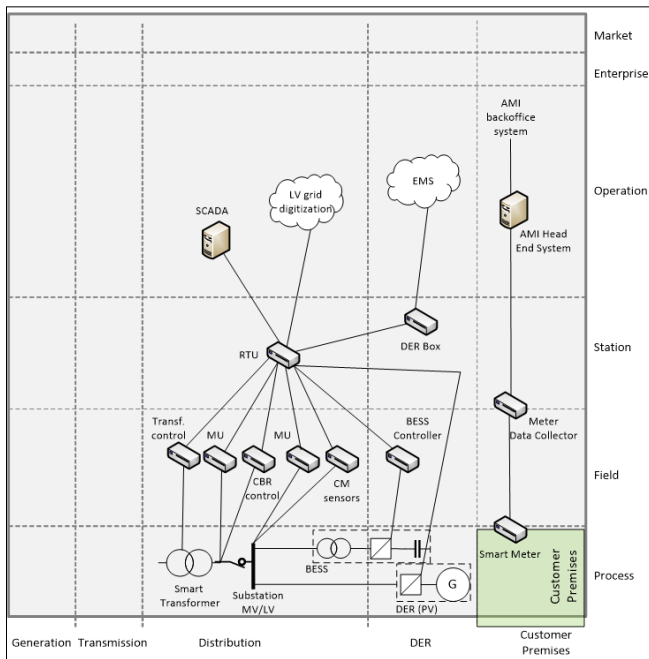 Market
Enterprise
AMI
backoffice
system
EMS
LV grid
digitization
Operation
SCADA
AMI Head
End System
DER Box
Station
RTU
Transf.
control
MU
MU
BESS
Controller
Meter
Data Collector
CBR
control
CM
sensors
Field
Smart Meter
BESS
Customer
Premises
Process
G
Smart
Transformer
Substation
MV/LV
DER (PV)
Generation
Transmission
Distribution
DER
Customer
Premises